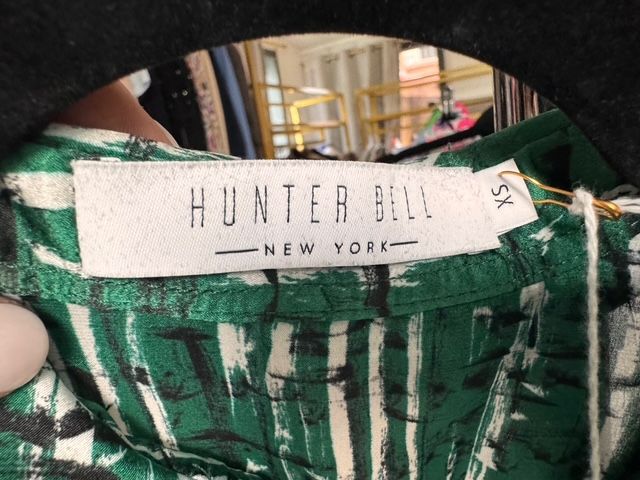 HUNTER BELL
NEW YORK
XS